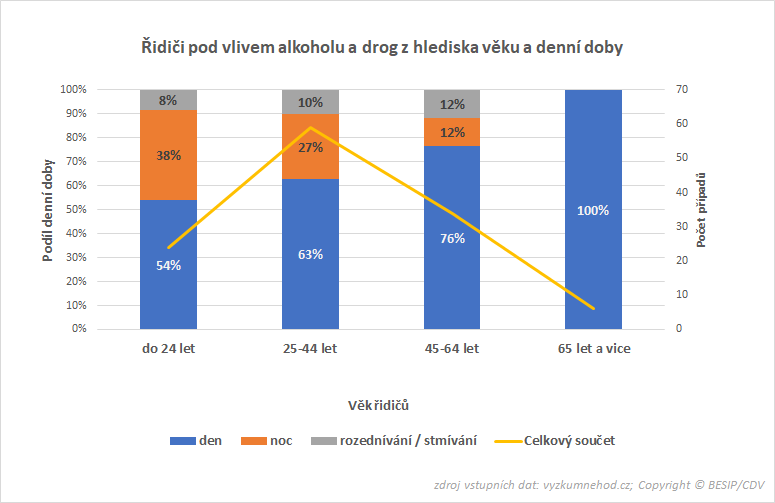 Řidiči pod vlivem alkoholu a drog z hlediska věku a denní doby
Podíl denní doby
100%
90%
80%
70%
60%
50%
40%
30%
20%
10%
0%
8%
38%
54%
10%
27%
63%
12%
12%
76%
100%
70
60
50
40
30
20
10
0
Počet případů
do 24 let
25-44 let
45-64 let
65 let a vice
Věk řidičů
den
noc
rozednívání / stmívání
Celkový součet
zdroj vstupních dat: vyzkumnehod.cz; Copyright © BESIP/CDV